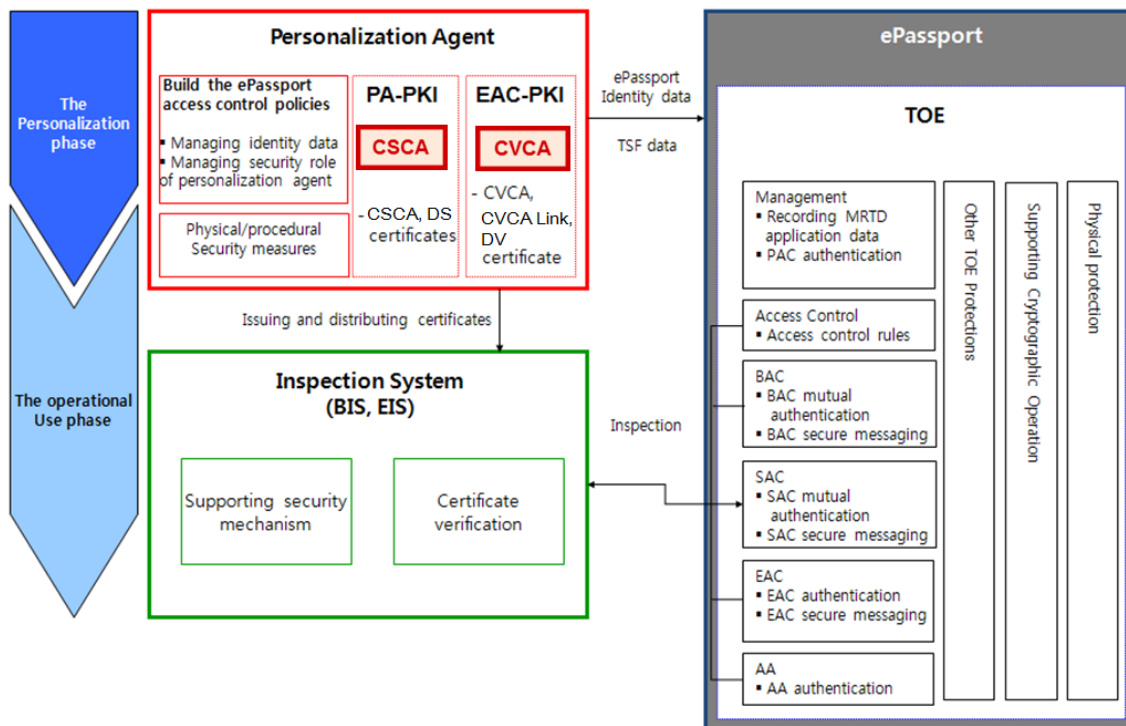 The
Personalization
phase
The operational
Use phase
Personalization Agent
Build the ePassport
access control policies
▪ Managing identity data
▪ Managing security role
of personalization agent
Physical/procedural
Security measures
PA-PKI
CSCA
- CSCA, DS
certificates
EAC-PKI
CVCA
- CVCA,
CVCA Link,
DV
certificate
ePassport
Identity data
TSF data
Issuing and distributing certificates
Inspection System
(BIS, EIS)
Supporting security
mechanism
Certificate
verification
Inspection
ePassport
TOE
Management
▪ Recording MRTD
application data
▪ PAC authentication
Access Control
▪ Access control rules
BAC
▪ BAC mutual
authentication
▪ BAC secure messaging
SAC
▪ SAC mutual
authentication
▪ SAC secure messaging
EAC
▪ EAC authentication
▪ EAC secure messaging
AA
▪ AA authentication
Other TOE Protections
Supporting Cryptographic Operation
Physical protection